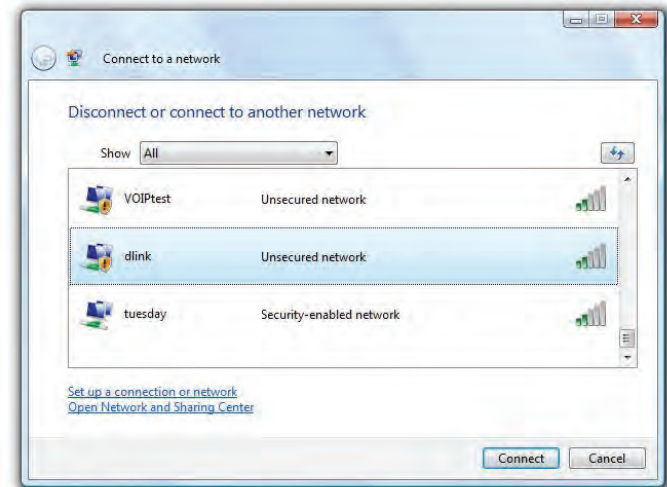 Connect to a network
Disconnect or connect to another network
Show All
VOIPtest Unsecured network
dlink Unsecured network
tuesday Security-enabled network
Set up a connection or network
Open Network and Sharing Center
Connect Cancel